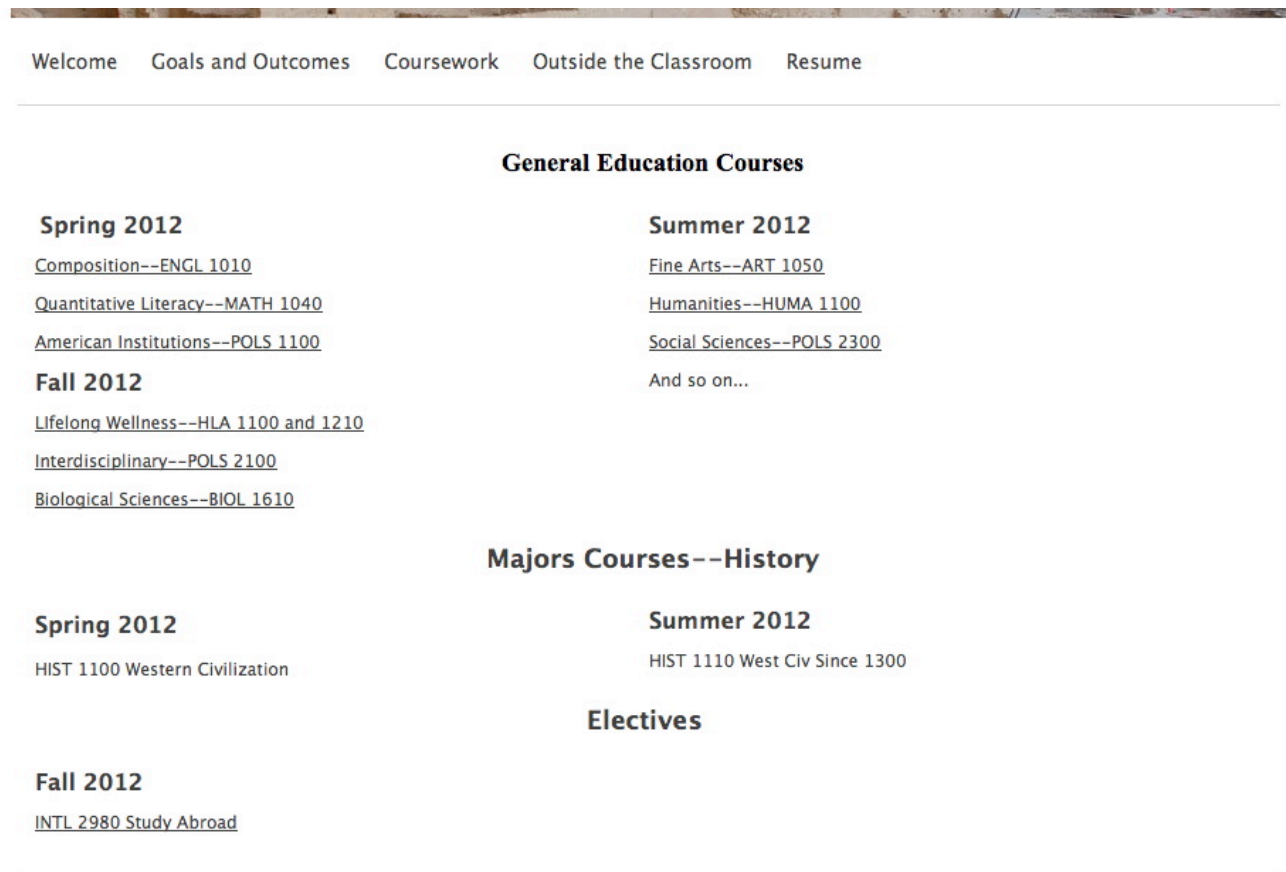 Welcome Goals and Outcomes Coursework Outside the Classroom Resume
General Education Courses
Spring 2012
Composition--ENGL 1010
Quantitative Literacy--MATH 1040
American Institutions--POLS 1100
Fall 2012
LIfelong Wellness--HLA 1100 and 1210
Interdisciplinary--POLS 2100
Biological Sciences--BIOL 1610
Summer 2012
Fine Arts--ART 1050
Humanities--HUMA 1100
Social Sciences--POLS 2300
And so on...
Majors Courses--History
Spring 2012
HIST 1100 Western Civilization
Summer 2012
HIST 1110 West Civ Since 1300
Electives
Fall 2012
INTL 2980 Study Abroad